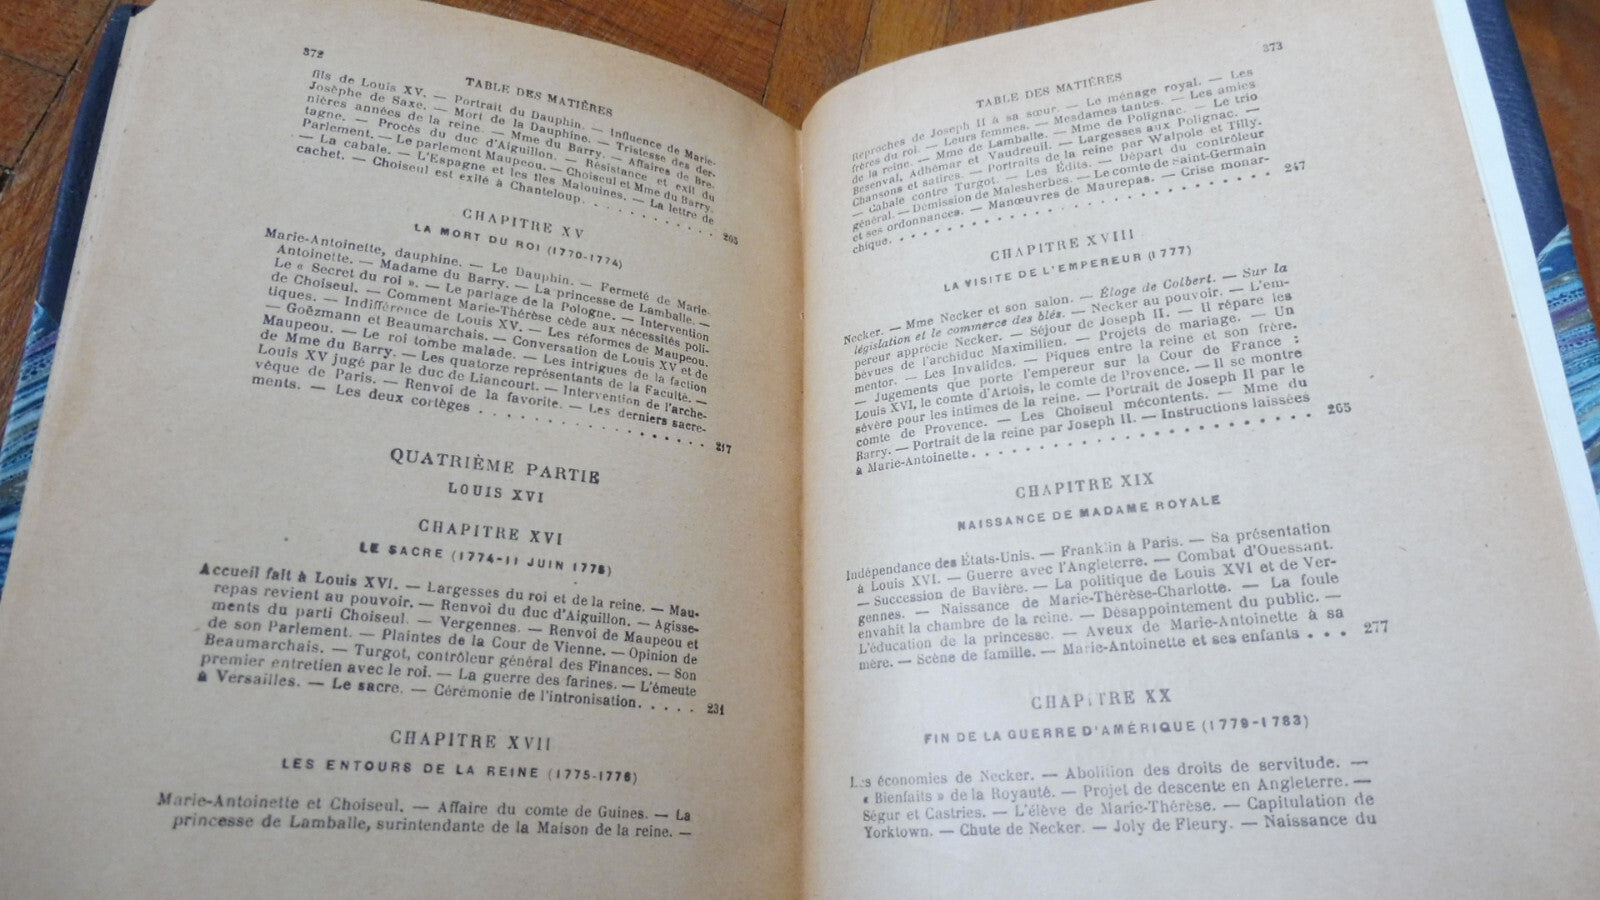 372
TABLE DES MATIÈRES
fils de Louis XV. — Portrait du Dauphin. — Influence de Marie-
Josèphe de Saxe. — Mort de la Dauphine. — Tristesse des der-
nières années de la reine. — Mme du Barry. — Affaires de Bre-
tagne. — Procès du duc d'Aiguillon. — Résistance et exil du
Parlement. — Le parlement Maupeou. — Choiseul et Mme du Barry.
— La cabale. — L'Espagne et les îles Malouines. — La lettre de
cachet. — Choiseul est exilé à Chanteloup. . . . . . . . . . . 205
CHAPITRE XV
LA MORT DU ROI (1770-1774)
Marie-Antoinette, dauphine. — Le Dauphin. — Fermeté de Marie-
Antoinette. — Madame du Barry. — La princesse de Lamballe. —
Le « Secret du roi ». — Le partage de la Pologne. — Intervention
de Choiseul. — Comment Marie-Thérèse cède aux nécessités poli-
tiques. — Indifférence de Louis XV. — Les réformes de Maupeou.
— Goëzmann et Beaumarchais. — Conversation de Louis XV et de
Maupeou. — Le roi tombe malade. — Les intrigues de la faction
de Mme du Barry. — Les quatorze représentants de la Faculté. —
Louis XV jugé par le duc de Liancourt. — Intervention de l'arche-
vêque de Paris. — Renvoi de la favorite. — Les derniers sacre-
ments. — Les deux cortèges . . . . . . . . . . . . . . . 217
QUATRIÈME PARTIE
LOUIS XVI
CHAPITRE XVI
LE SACRE (1774-11 JUIN 1775)
Accueil fait à Louis XVI. — Largesses du roi et de la reine. — Mau-
repas revient au pouvoir. — Renvoi du duc d'Aiguillon. — Agisse-
ments du parti Choiseul. — Vergennes. — Renvoi de Maupeou et
de son Parlement. — Plaintes de la Cour de Vienne. — Opinion de
Beaumarchais. — Turgot, contrôleur général des Finances. — Son
premier entretien avec le roi. — La guerre des farines. — L'émeute
à Versailles. — Le sacre. — Cérémonie de l'intronisation. . . . . 231
CHAPITRE XVII
LES ENTOURS DE LA REINE (1775-1776)
Marie-Antoinette et Choiseul. — Affaire du comte de Guines. — La
princesse de Lamballe, surintendante de la Maison de la reine. —
373
TABLE DES MATIÈRES
Reproches de Joseph II à sa sœur. — Le ménage royal. — Les
frères du roi. — Leurs femmes. — Mesdames tantes. — Les amies
de la reine. — Mme de Lamballe. — Mme de Polignac. — Le trio
Besenval, Adhémar et Vaudreuil. — Largesses aux Polignac. —
Chansons et satires. — Portraits de la reine par Walpole et Tilly.
— Cabale contre Turgot. — Les Édits. — Départ du contrôleur
général. — Démission de Malesherbes. — Le comte de Saint-Germain
et ses ordonnances. — Manœuvres de Maurepas. — Crise monar-
chique. . . . . . . . . . . . . . . . . . . . . . 247
CHAPITRE XVIII
LA VISITE DE L'EMPEREUR (1777)
Necker. — Mme Necker et son salon. — Éloge de Colbert. — Sur la
législation et le commerce des blés. — Necker au pouvoir. — L'em-
pereur apprécie Necker. — Séjour de Joseph II. — Il répare les
bévues de l'archiduc Maximilien. — Projets de mariage. — Un
mentor. — Les Invalides. — Piques entre la reine et son frère.
— Jugements que porte l'empereur sur la Cour de France :
Louis XVI, le comte d'Artois, le comte de Provence. — Il se montre
sévère pour les intimes de la reine. — Portrait de Joseph II par le
comte de Provence. — Les Choiseul mécontents. — Mme du
Barry. — Portrait de la reine par Joseph II. — Instructions laissées
à Marie-Antoinette. . . . . . . . . . . . . . . . . . . . 265
CHAPITRE XIX
NAISSANCE DE MADAME ROYALE
Indépendance des États-Unis. — Franklin à Paris. — Sa présentation
à Louis XVI. — Guerre avec l'Angleterre. — Combat d'Ouessant.
— Succession de Bavière. — La politique de Louis XVI et de Ver-
gennes. — Naissance de Marie-Thérèse-Charlotte. — La foule
envahit la chambre de la reine. — Désappointement du public. —
L'éducation de la princesse. — Aveux de Marie-Antoinette à sa
mère. — Scène de famille. — Marie-Antoinette et ses enfants . . . 277
CHAPITRE XX
FIN DE LA GUERRE D'AMÉRIQUE (1779-1783)
Les économies de Necker. — Abolition des droits de servitude. —
« Bienfaits » de la Royauté. — Projet de descente en Angleterre. —
Ségur et Castries. — L'élève de Marie-Thérèse. — Capitulation de
Yorktown. — Chute de Necker. — Joly de Fleury. — Naissance du